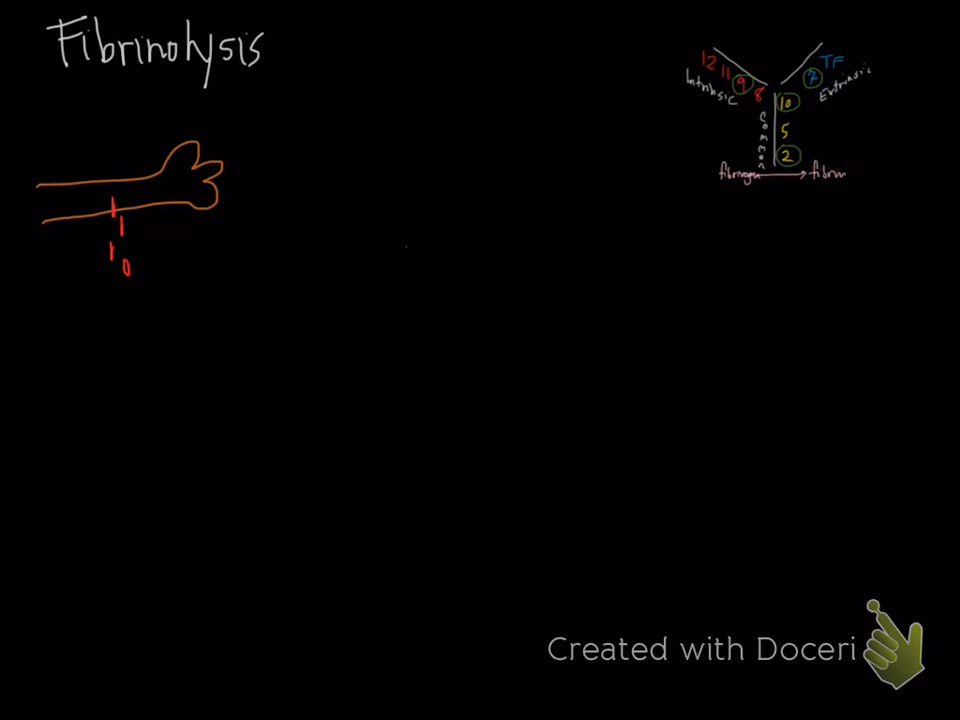 Fibrinolysis
12
11
9
8
Intrinsic
TF
7
Extrinsic
10
5
2
Common
fibrinogen → fibrin
Created with Doceri